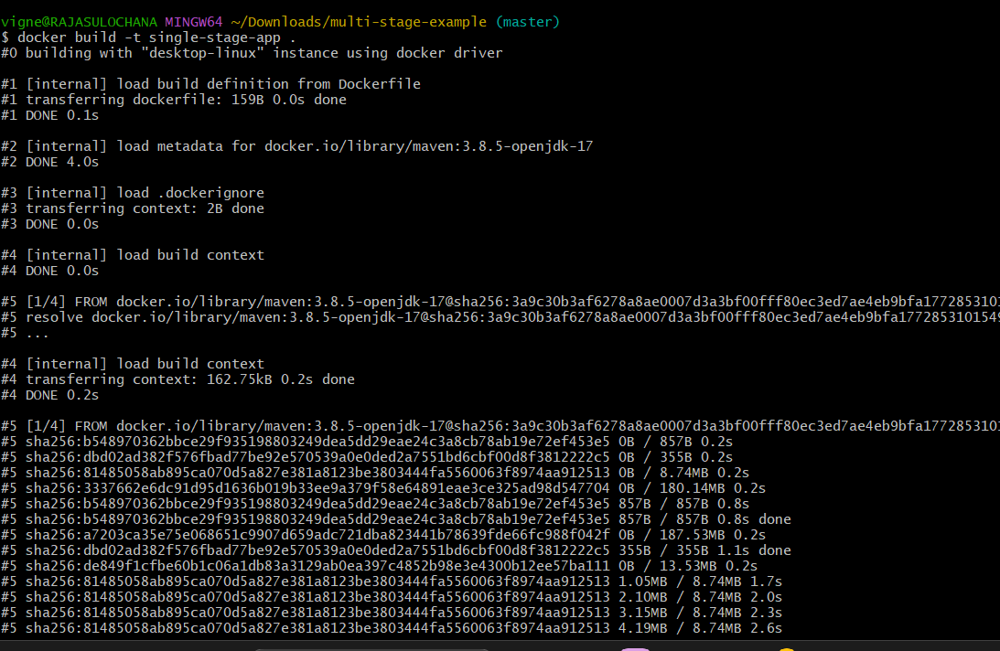 vigne@RAJASULOCHANA MINGW64 ~/Downloads/multi-stage-example (master)
$ docker build -t single-stage-app .
#0 building with "desktop-linux" instance using docker driver
#1 [internal] load build definition from Dockerfile
#1 transferring dockerfile: 159B 0.0s done
#1 DONE 0.1s
#2 [internal] load metadata for docker.io/library/maven:3.8.5-openjdk-17
#2 DONE 4.0s
#3 [internal] load .dockerignore
#3 transferring context: 2B done
#3 DONE 0.0s
#4 [internal] load build context
#4 DONE 0.0s
#5 [1/4] FROM docker.io/library/maven:3.8.5-openjdk-17@sha256:3a9c30b3af6278a8ae0007d3a3bf00fff80ec3ed7ae4eb9bfa1772853101
#5 resolve docker.io/library/maven:3.8.5-openjdk-17@sha256:3a9c30b3af6278a8ae0007d3a3bf00fff80ec3ed7ae4eb9bfa1772853101549
#5 ...
#4 [internal] load build context
#4 transferring context: 162.75kB 0.2s done
#4 DONE 0.2s
#5 [1/4] FROM docker.io/library/maven:3.8.5-openjdk-17@sha256:3a9c30b3af6278a8ae0007d3a3bf00fff80ec3ed7ae4eb9bfa1772853101
#5 sha256:b548970362bbce29f935198803249dea5dd29eae24c3a8cb78ab19e72ef453e5 0B / 857B 0.2s
#5 sha256:dbd02ad382f576fbad77be92e570539a0e0ded2a7551bd6cbf00d8f3812222c5 0B / 355B 0.2s
#5 sha256:81485058ab895ca070d5a827e381a8123be3803444fa5560063f8974aa912513 0B / 8.74MB 0.2s
#5 sha256:3337662e6dc91d95d1636b019b33ee9a379f58e64891eae3ce325ad98d547704 0B / 180.14MB 0.2s
#5 sha256:b548970362bbce29f935198803249dea5dd29eae24c3a8cb78ab19e72ef453e5 857B / 857B 0.8s
#5 sha256:b548970362bbce29f935198803249dea5dd29eae24c3a8cb78ab19e72ef453e5 857B / 857B 0.8s done
#5 sha256:a7203ca35e75e068651c9907d659adc721dba823441b78639fde66fc988f042f 0B / 187.53MB 0.2s
#5 sha256:dbd02ad382f576fbad77be92e570539a0e0ded2a7551bd6cbf00d8f3812222c5 355B / 355B 1.1s done
#5 sha256:de849f1cfbe60b1c06a1db83a3129ab0ea397c4852b98e3e4300b12ee57ba111 0B / 13.53MB 0.2s
#5 sha256:81485058ab895ca070d5a827e381a8123be3803444fa5560063f8974aa912513 1.05MB / 8.74MB 1.7s
#5 sha256:81485058ab895ca070d5a827e381a8123be3803444fa5560063f8974aa912513 2.10MB / 8.74MB 2.0s
#5 sha256:81485058ab895ca070d5a827e381a8123be3803444fa5560063f8974aa912513 3.15MB / 8.74MB 2.3s
#5 sha256:81485058ab895ca070d5a827e381a8123be3803444fa5560063f8974aa912513 4.19MB / 8.74MB 2.6s